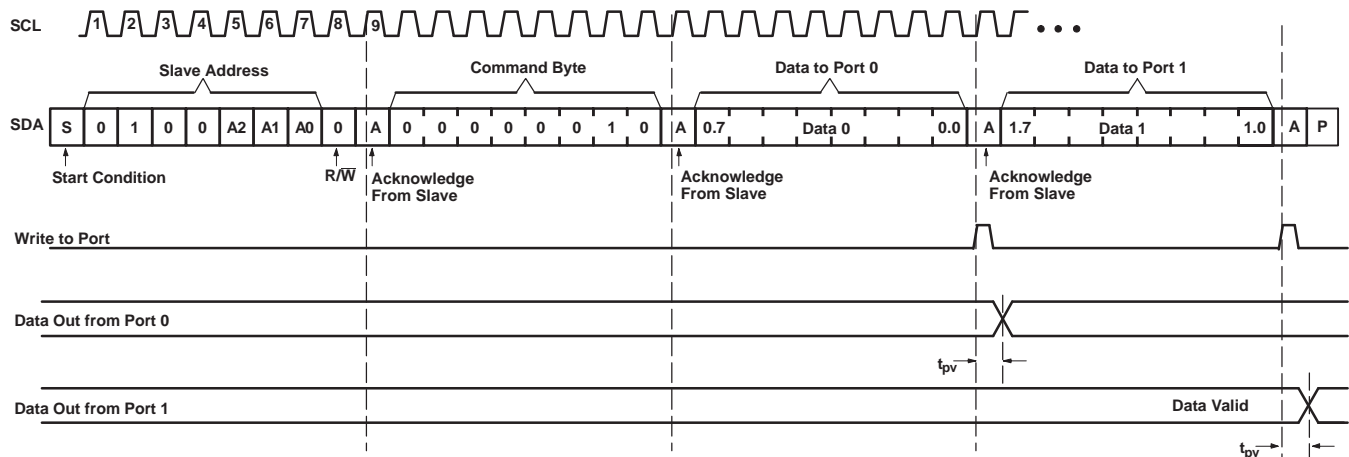 SCL 1 2 3 4 5 6 7 8 9 • • •
Slave Address Command Byte Data to Port 0 Data to Port 1
SDA S 0 1 0 0 A2 A1 A0 0 A 0 0 0 0 0 0 1 0 A 0.7 Data 0 0.0 A 1.7 Data 1 1.0 A P
Start Condition R/W̅ Acknowledge From Slave Acknowledge From Slave Acknowledge From Slave
Write to Port
Data Out from Port 0
tpv
Data Out from Port 1 Data Valid
tpv